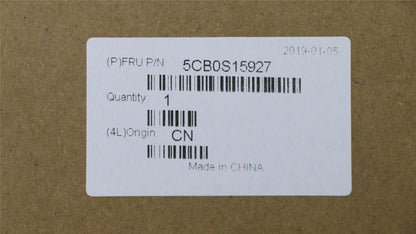 2019-01-05
(P)FRU P/N: 5CB0S15927
Quantity 1
(4L)Origin: CN
Made in CHINA